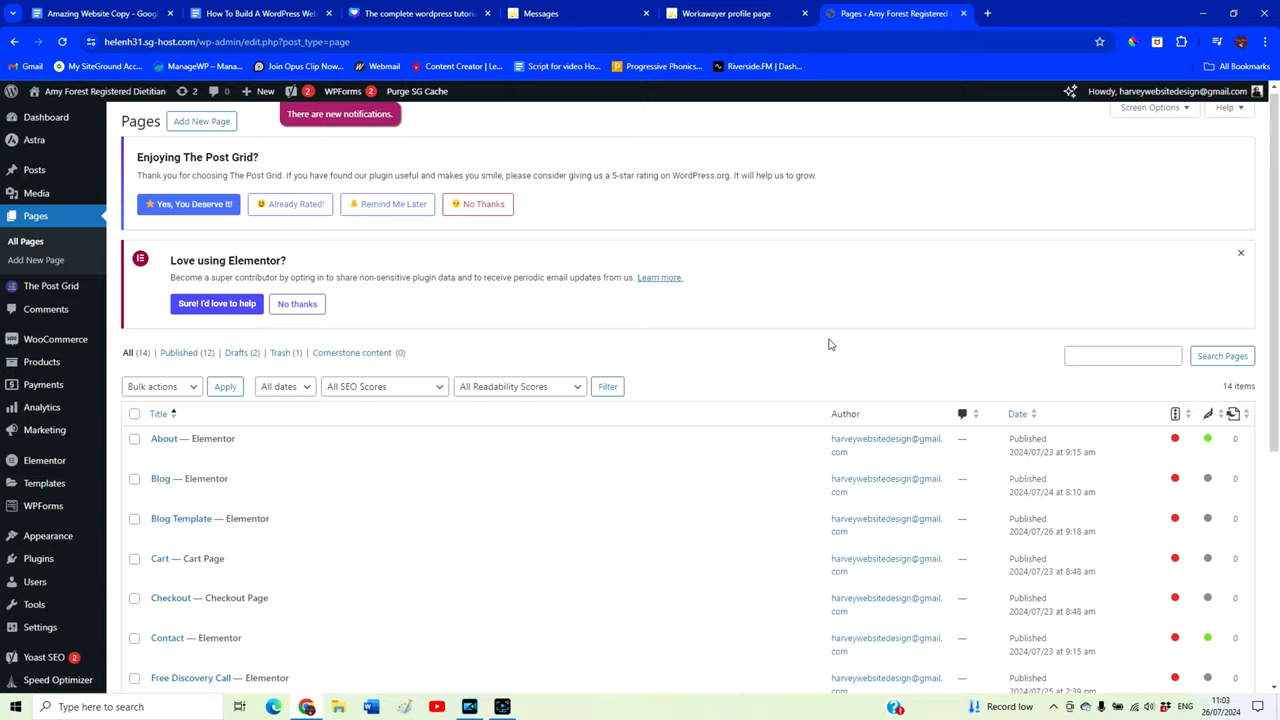 Amazing Website Copy - Goog
How To Build A WordPress Web
The complete wordpress tutori
Messages
Workawayer profile page
Pages ‹ Amy Forest Registered
helenh31.sg-host.com/wp-admin/edit.php?post_type=page
Gmail
My SiteGround Acc...
ManageWP – Mana...
Join Opus Clip Now...
Webmail
Content Creator | Le...
Script for video Ho...
Progressive Phonics...
Riverside.FM | Dash...
All Bookmarks
Amy Forest Registered Dietitian
2
0
New
2
WPForms 2
Purge SG Cache
Howdy, harveywebsitedesign@gmail.com
Dashboard
Astra
Posts
Media
Pages
All Pages
Add New Page
The Post Grid
Comments
WooCommerce
Products
Payments
Analytics
Marketing
Elementor
Templates
WPForms
Appearance
Plugins
Users
Tools
Settings
Yoast SEO 2
Speed Optimizer
Pages
Add New Page
There are new notifications.
Screen Options
Help
Enjoying The Post Grid?
Thank you for choosing The Post Grid. If you have found our plugin useful and makes you smile, please consider giving us a 5-star rating on WordPress.org. It will help us to grow.
Yes, You Deserve It!
Already Rated!
Remind Me Later
No Thanks
Love using Elementor?
Become a super contributor by opting in to share non-sensitive plugin data and to receive periodic email updates from us. Learn more.
Sure! I'd love to help
No thanks
All (14) | Published (12) | Drafts (2) | Trash (1) | Cornerstone content (0)
Search Pages
Bulk actions
Apply
All dates
All SEO Scores
All Readability Scores
Filter
14 items
Title
Author
Date
About — Elementor
harveywebsitedesign@gmail.
com
—
Published
2024/07/23 at 9:15 am
0
Blog — Elementor
harveywebsitedesign@gmail.
com
—
Published
2024/07/24 at 8:10 am
0
Blog Template — Elementor
harveywebsitedesign@gmail.
com
—
Published
2024/07/26 at 9:18 am
0
Cart — Cart Page
harveywebsitedesign@gmail.
com
—
Published
2024/07/23 at 8:48 am
0
Checkout — Checkout Page
harveywebsitedesign@gmail.
com
—
Published
2024/07/23 at 8:48 am
0
Contact — Elementor
harveywebsitedesign@gmail.
com
—
Published
2024/07/23 at 9:15 am
0
Free Discovery Call — Elementor
harveywebsitedesign@gmail.
com
—
Published
2024/07/25 at 2:39 pm
0
Type here to search
Record low
ENG
11:03
26/07/2024